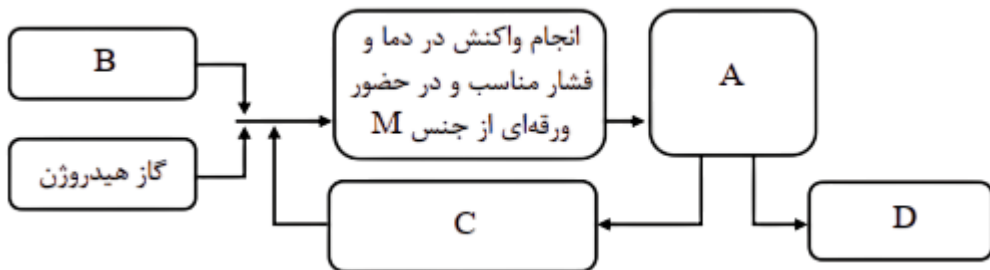 B
گاز هیدروژن
انجام واکنش در دما و
فشار مناسب و در حضور
ورقه‌ای از جنس M
A
C
D